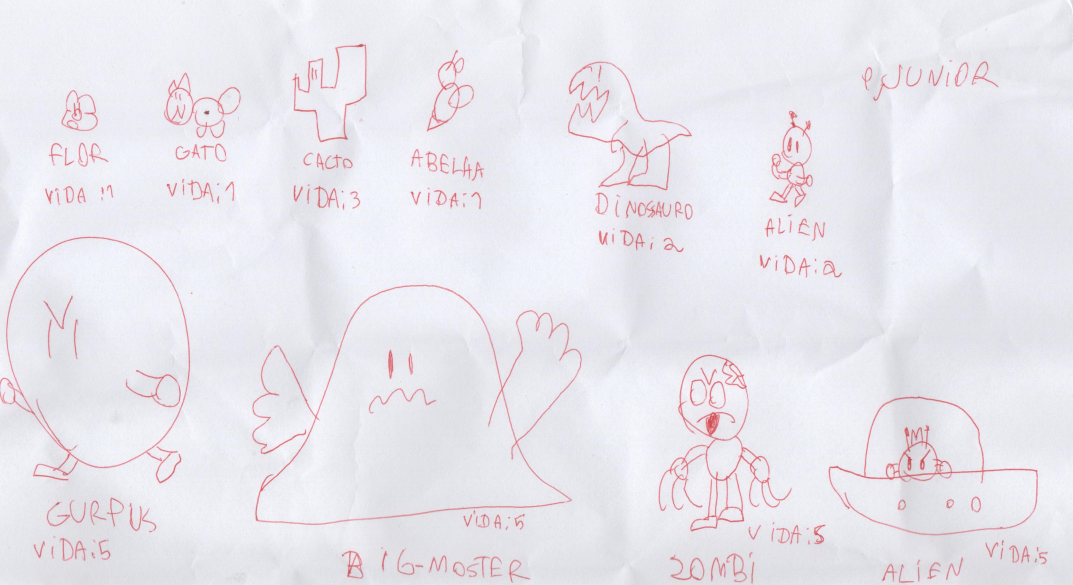 JUNIOR
FLOR
ViDA :1
GATO
ViDA:1
CACTO
ViDA:3
ABELHA
ViDA:1
DiNOSSAURO
ViDA:2
ALiEN
ViDA:2
GURPUS
ViDA:5
BIG-MOSTER
ViDA:5
ZOMBi
ViDA:5
ALiEN
ViDA:5